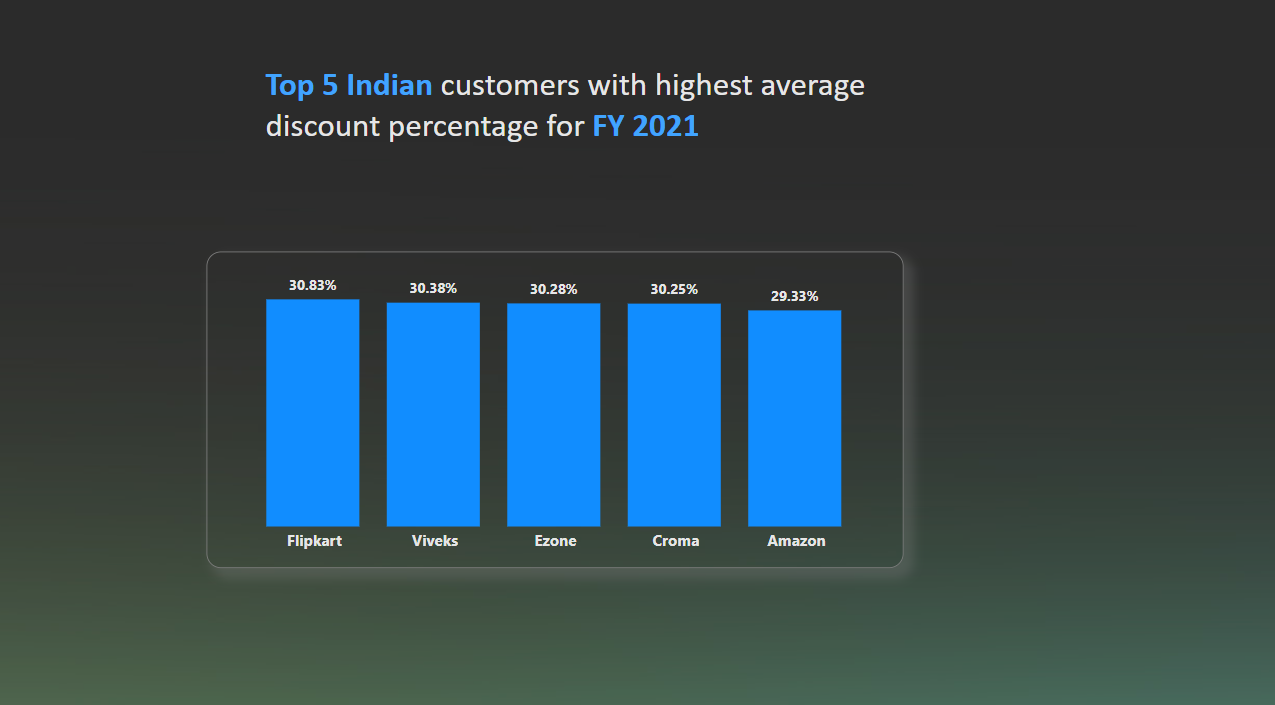 Top 5 Indian customers with highest average
discount percentage for FY 2021
30.83% 30.38% 30.28% 30.25% 29.33%
Flipkart Viveks Ezone Croma Amazon